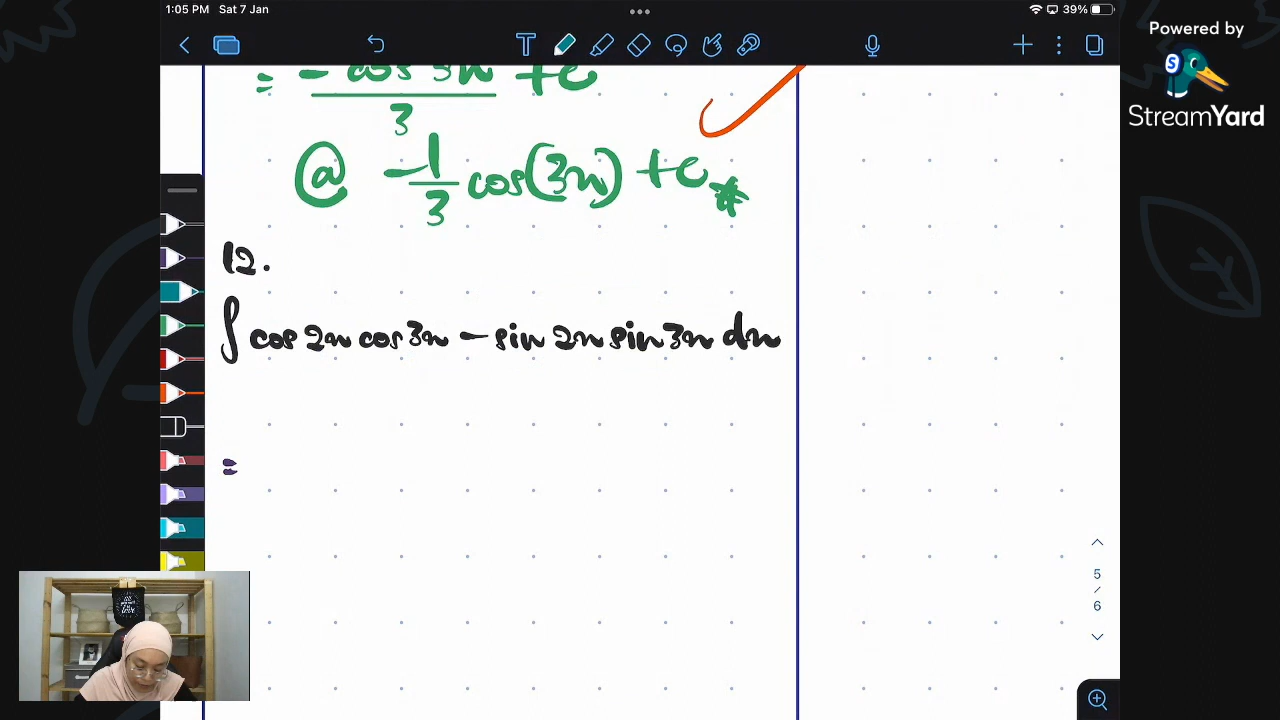 1:05 PM Sat 7 Jan
39%
Powered by
StreamYard
= - cos 3x + c
3
@ -1/3 cos(3x) + c *
12.
∫ cos 2x cos 3x - sin 2x sin 3x dx
=
5
/
6